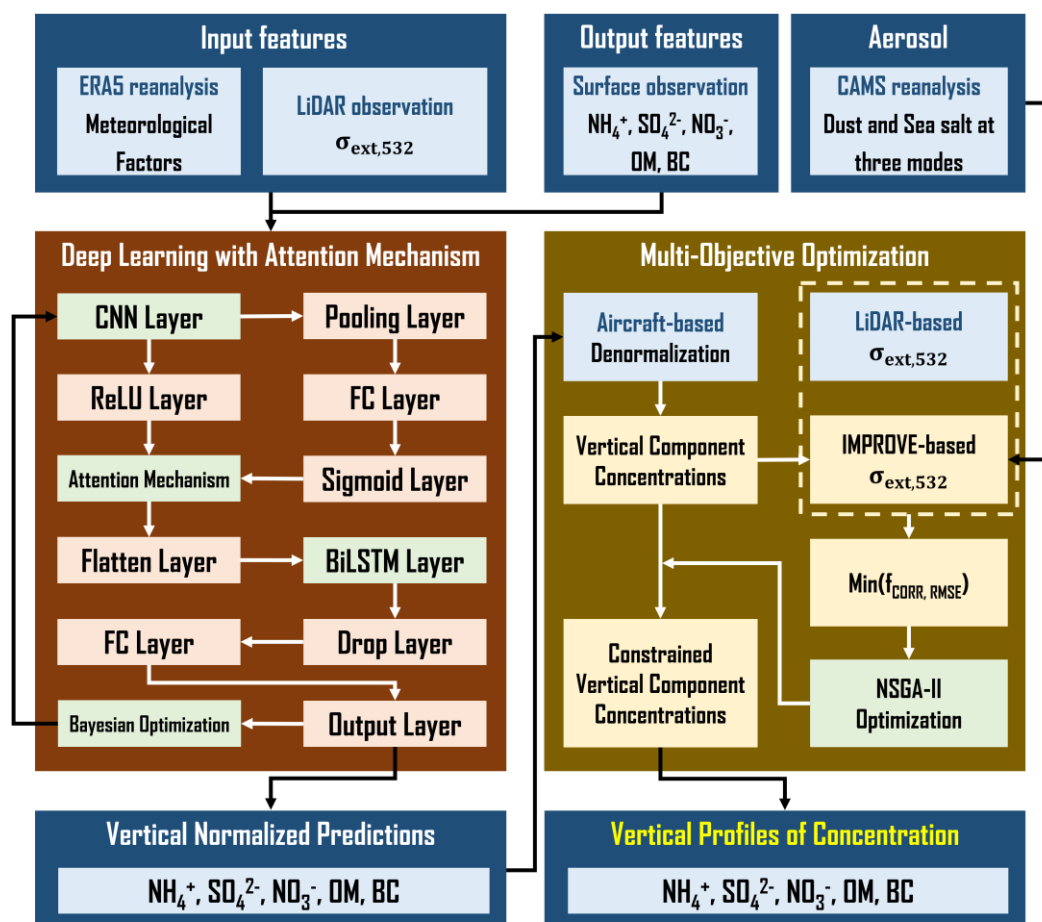 Input features
ERA5 reanalysis
Meteorological
Factors
LiDAR observation
σext,532
Output features
Surface observation
NH₄⁺, SO₄²⁻, NO₃⁻,
OM, BC
Aerosol
CAMS reanalysis
Dust and Sea salt at
three modes
Deep Learning with Attention Mechanism
CNN Layer
Pooling Layer
ReLU Layer
FC Layer
Attention Mechanism
Sigmoid Layer
Flatten Layer
BiLSTM Layer
FC Layer
Drop Layer
Bayesian Optimization
Output Layer
Multi-Objective Optimization
Aircraft-based
Denormalization
LiDAR-based
σext,532
Vertical Component
Concentrations
IMPROVE-based
σext,532
Min(fCORR, RMSE)
Constrained
Vertical Component
Concentrations
NSGA-II
Optimization
Vertical Normalized Predictions
NH₄⁺, SO₄²⁻, NO₃⁻, OM, BC
Vertical Profiles of Concentration
NH₄⁺, SO₄²⁻, NO₃⁻, OM, BC